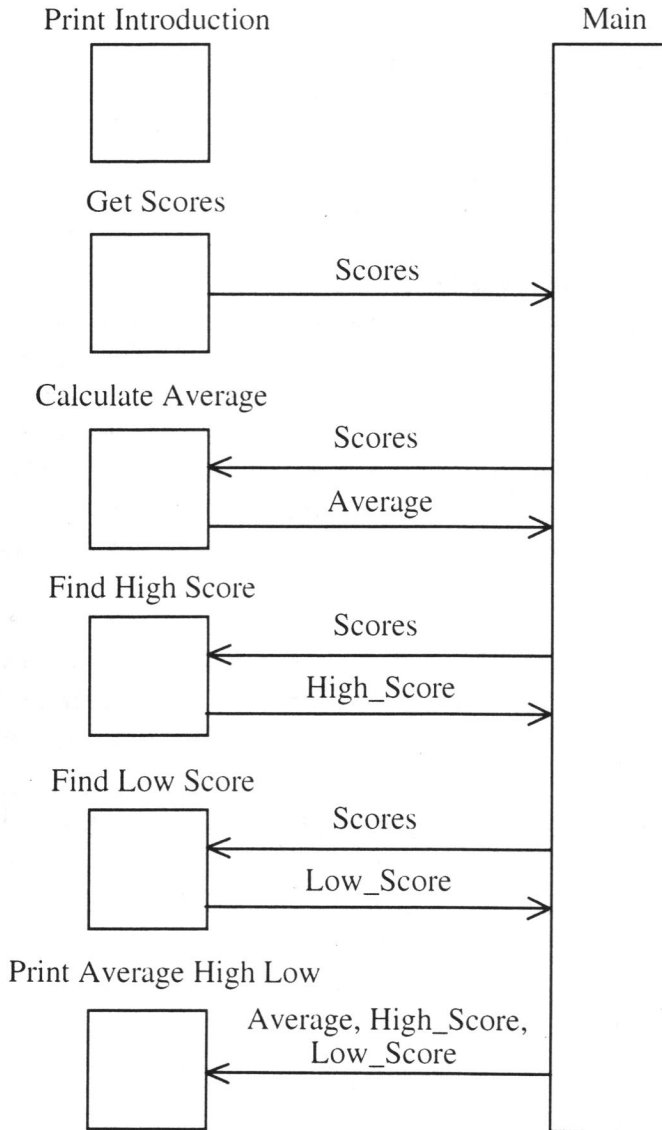 Print Introduction
Main
Get Scores
Scores
Calculate Average
Scores
Average
Find High Score
Scores
High_Score
Find Low Score
Scores
Low_Score
Print Average High Low
Average, High_Score,
Low_Score